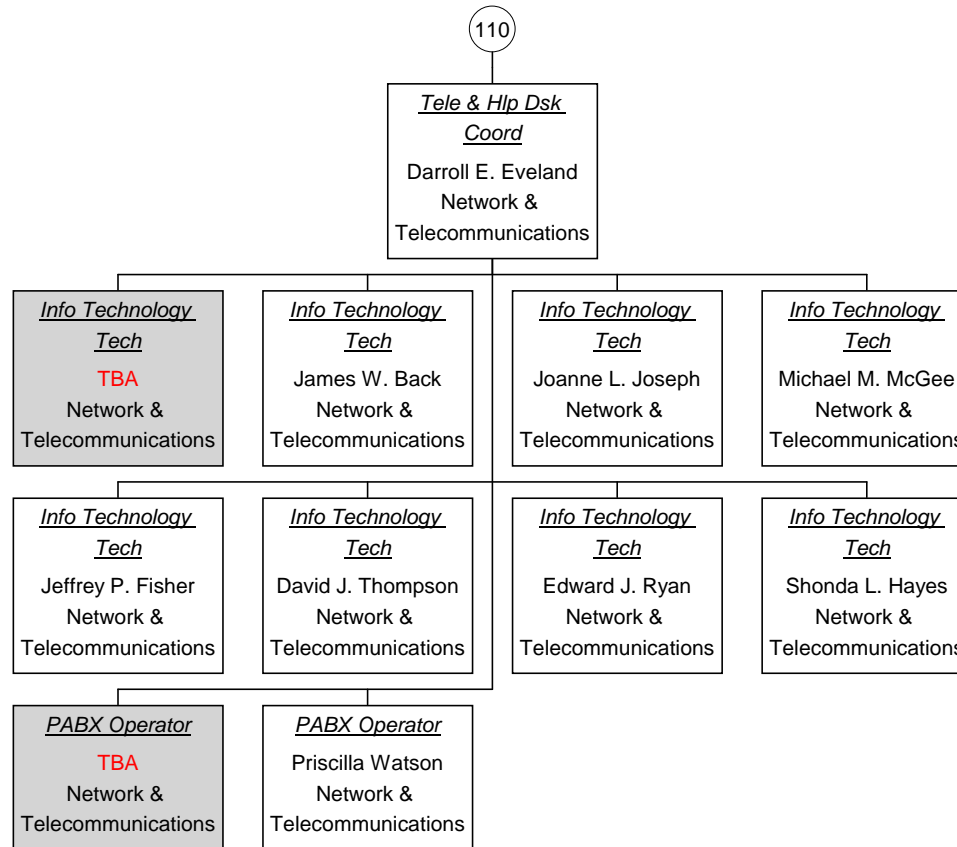 110
Tele & Hlp Dsk
Coord
Darroll E. Eveland
Network &
Telecommunications
Info Technology
Tech
TBA
Network &
Telecommunications
Info Technology
Tech
James W. Back
Network &
Telecommunications
Info Technology
Tech
Joanne L. Joseph
Network &
Telecommunications
Info Technology
Tech
Michael M. McGee
Network &
Telecommunications
Info Technology
Tech
Jeffrey P. Fisher
Network &
Telecommunications
Info Technology
Tech
David J. Thompson
Network &
Telecommunications
Info Technology
Tech
Edward J. Ryan
Network &
Telecommunications
Info Technology
Tech
Shonda L. Hayes
Network &
Telecommunications
PABX Operator
TBA
Network &
Telecommunications
PABX Operator
Priscilla Watson
Network &
Telecommunications